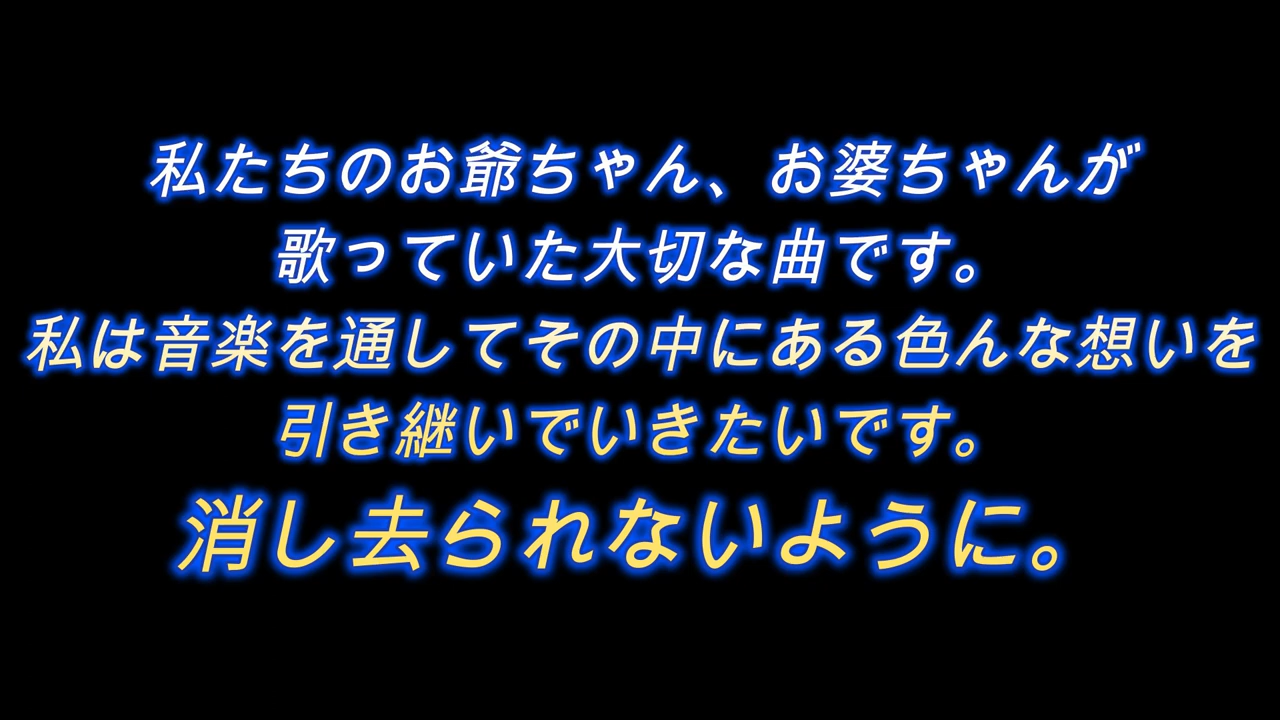 私たちのお爺ちゃん、お婆ちゃんが
歌っていた大切な曲です。
私は音楽を通してその中にある色んな想いを
引き継いでいきたいです。
消し去られないように。